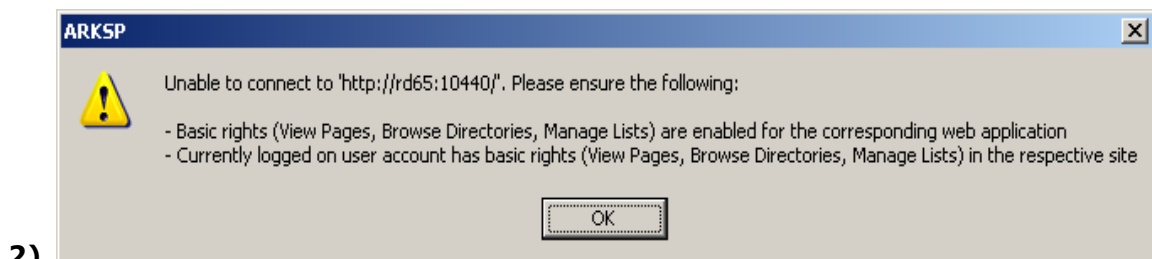 ARKSP
Unable to connect to 'http://rd65:10440/'. Please ensure the following:
- Basic rights (View Pages, Browse Directories, Manage Lists) are enabled for the corresponding web application
- Currently logged on user account has basic rights (View Pages, Browse Directories, Manage Lists) in the respective site
OK
2)